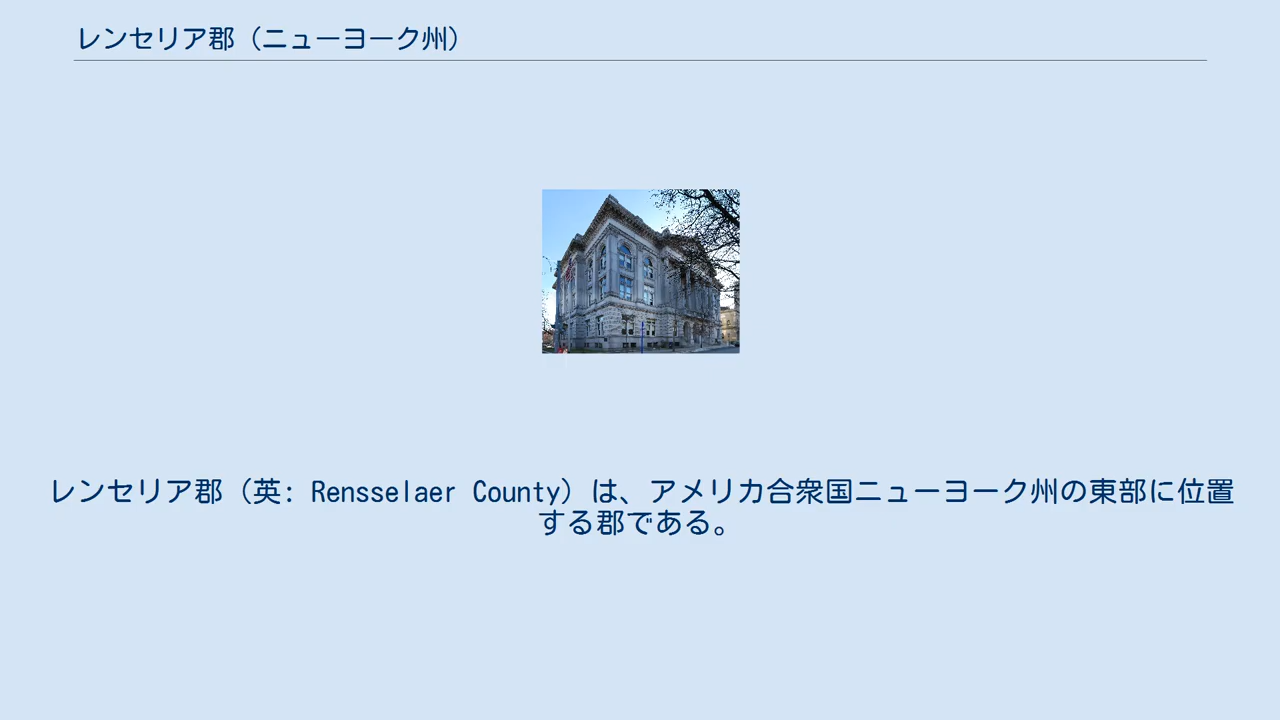 レンセリア郡（ニューヨーク州）
レンセリア郡（英: Rensselaer County）は、アメリカ合衆国ニューヨーク州の東部に位置
する郡である。